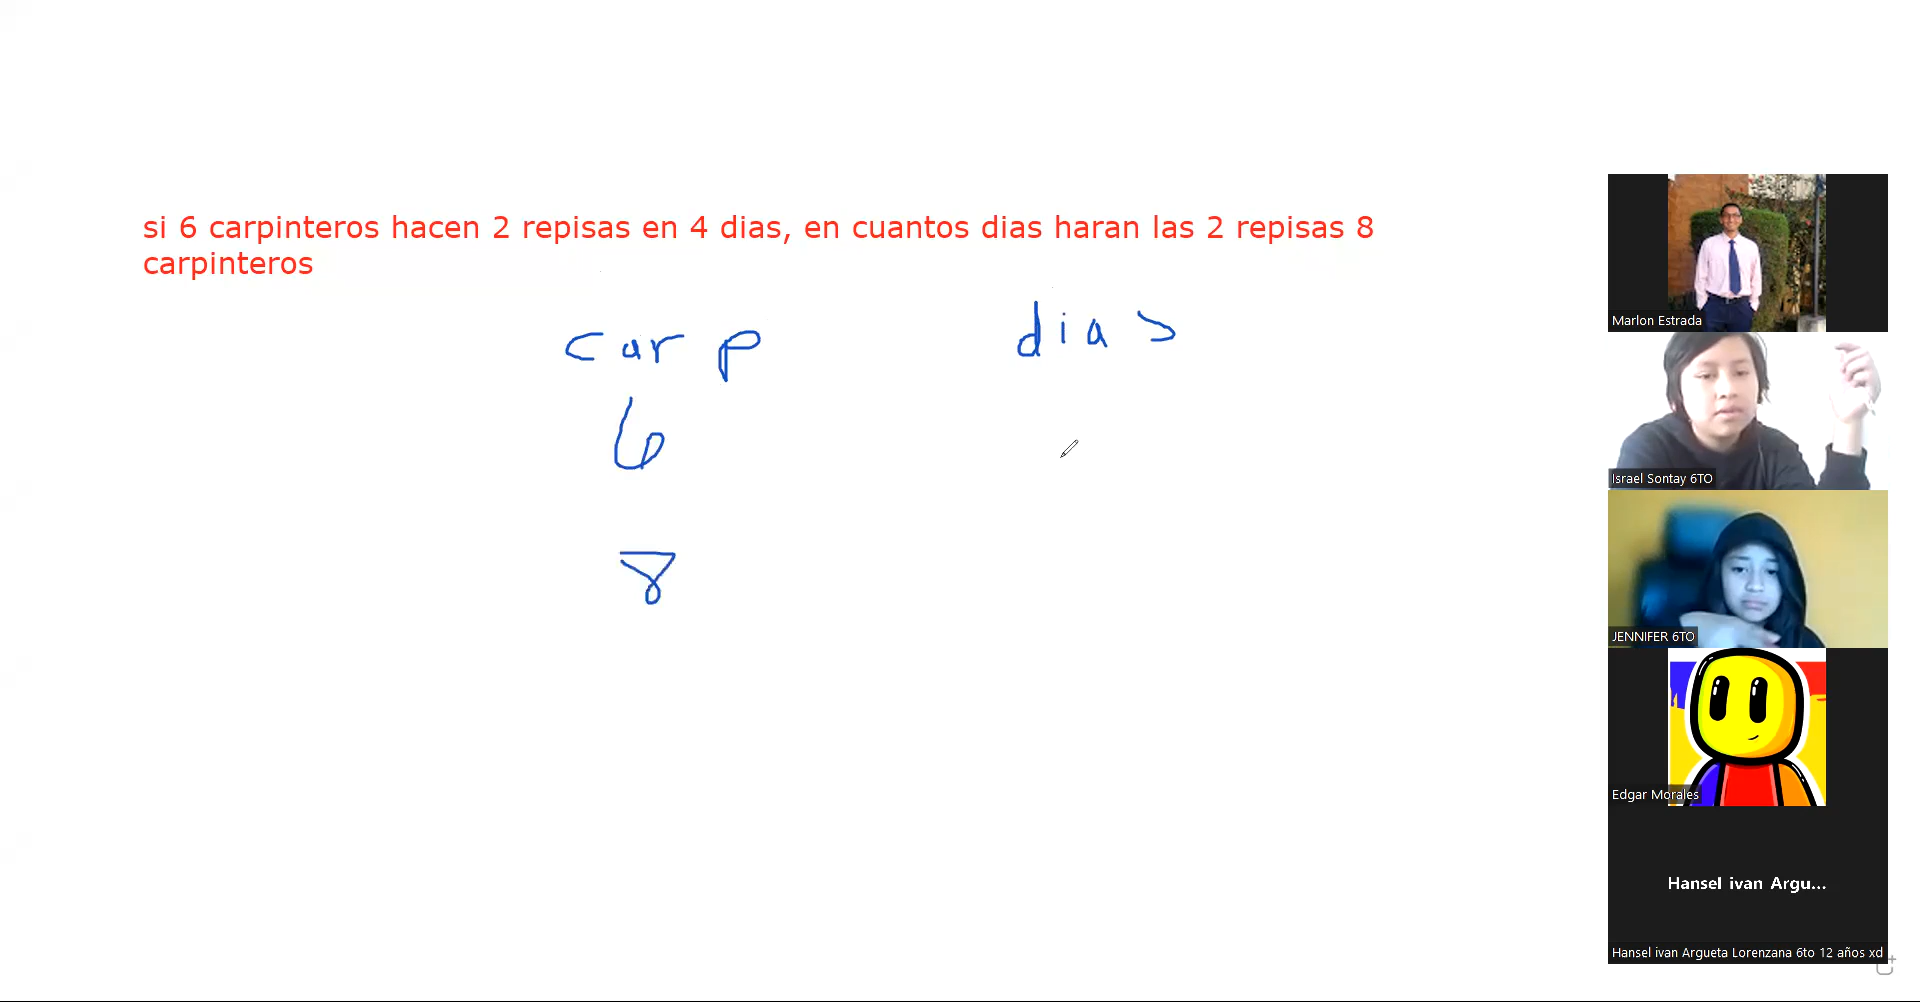 si 6 carpinteros hacen 2 repisas en 4 dias, en cuantos dias haran las 2 repisas 8
carpinteros
carp dias
6
8
Marlon Estrada
Israel Sontay 6TO
JENNIFER 6TO
Edgar Morales
Hansel ivan Argu...
Hansel ivan Argueta Lorenzana 6to 12 años xd